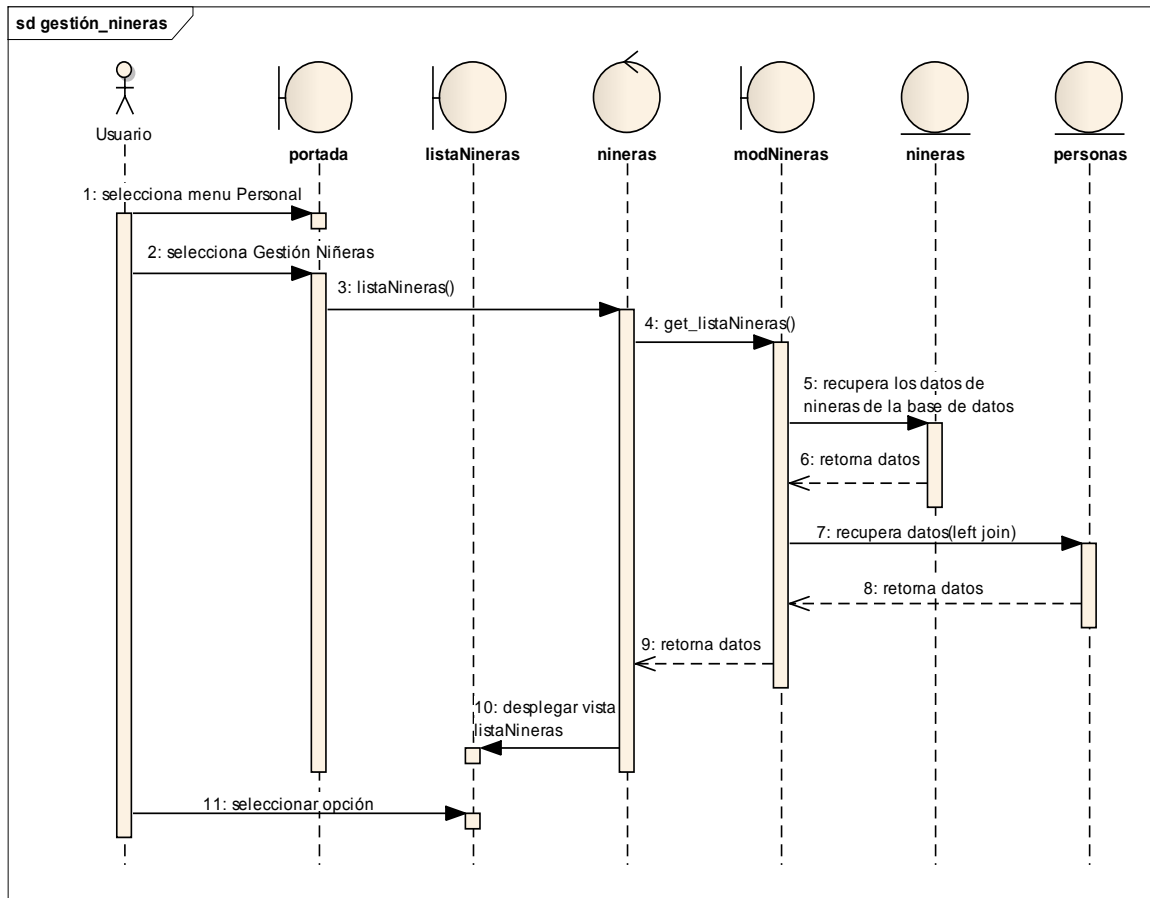 sd gestión_nineras
Usuario
portada
listaNineras
nineras
modNineras
nineras
personas
1: selecciona menu Personal
2: selecciona Gestión Niñeras
3: listaNineras()
4: get_listaNineras()
5: recupera los datos de
nineras de la base de datos
6: retorna datos
7: recupera datos(left join)
8: retorna datos
9: retorna datos
10: desplegar vista
listaNineras
11: seleccionar opción